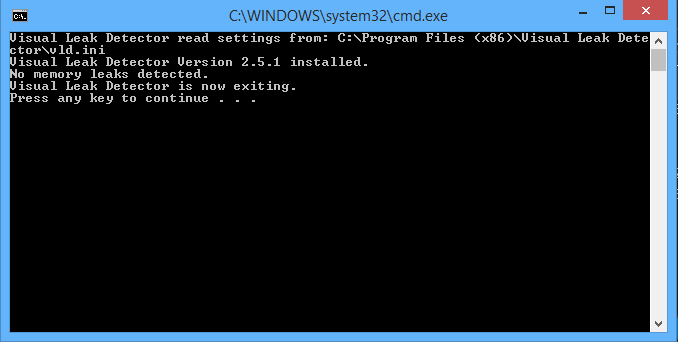 C:\WINDOWS\system32\cmd.exe
Visual Leak Detector read settings from: C:\Program Files (x86)\Visual Leak Dete
ctor\vld.ini
Visual Leak Detector Version 2.5.1 installed.
No memory leaks detected.
Visual Leak Detector is now exiting.
Press any key to continue . . .